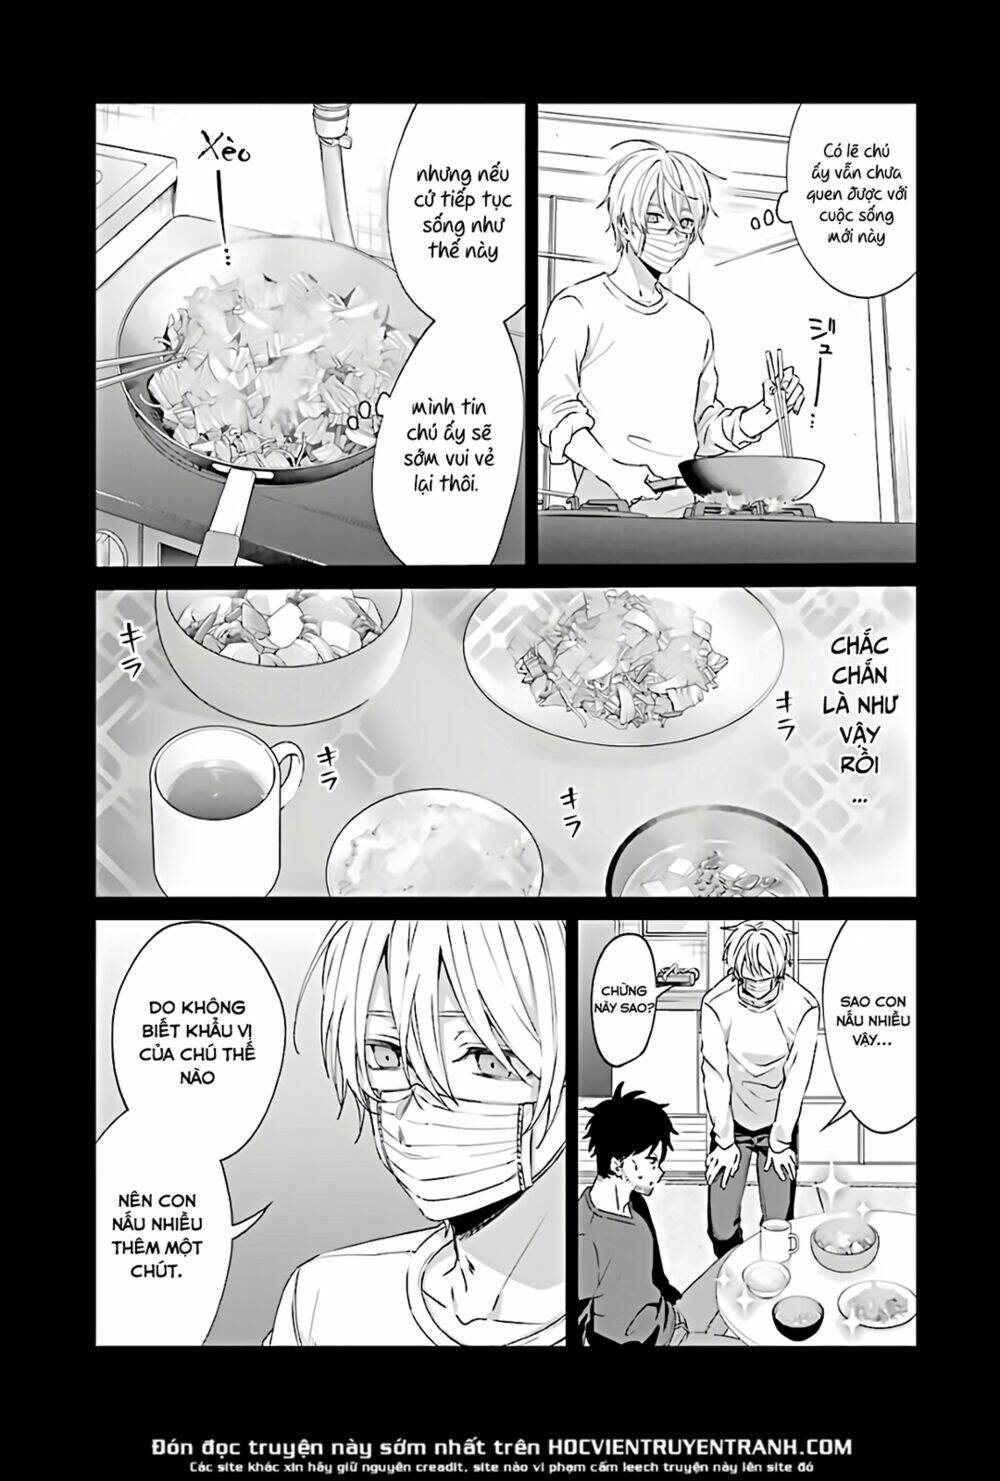 Có lẽ chú
ấy vẫn chưa
quen được với
cuộc sống
mới này
ジュ
nhưng nếu
cứ tiếp tục
sống như
thế này
Xèo
mình tin
chú ấy sẽ
sớm vui vẻ
lại thôi.
CHẮC
CHẮN
LÀ NHƯ
VẬY
RỒI
...
キラ
キラ
キラ
キラ
SAO CON
NẤU NHIỀU
VẬY...
CHỪNG
NÀY SAO?
DO KHÔNG
BIẾT KHẨU VỊ
CỦA CHÚ THẾ
NÀO
NÊN CON
NẤU NHIỀU
THÊM MỘT
CHÚT.
Đón đọc truyện này sớm nhất trên HOCVIENTRUYENTRANH.COM
Các site khác xin hãy giữ nguyên creadit, site nào vi phạm cấm leech truyện này lên site đó